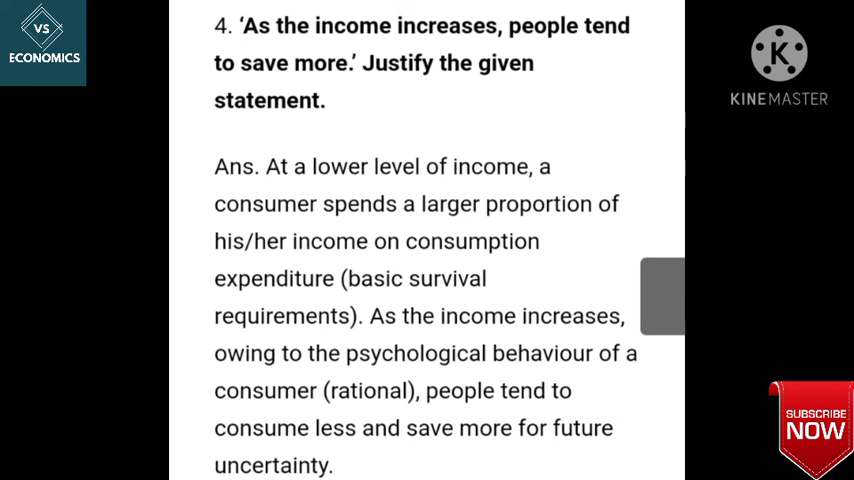 VS
ECONOMICS
4. ‘As the income increases, people tend
to save more.’ Justify the given
statement.
Ans. At a lower level of income, a
consumer spends a larger proportion of
his/her income on consumption
expenditure (basic survival
requirements). As the income increases,
owing to the psychological behaviour of a
consumer (rational), people tend to
consume less and save more for future
uncertainty.
K
KINEMASTER
SUBSCRIBE
NOW